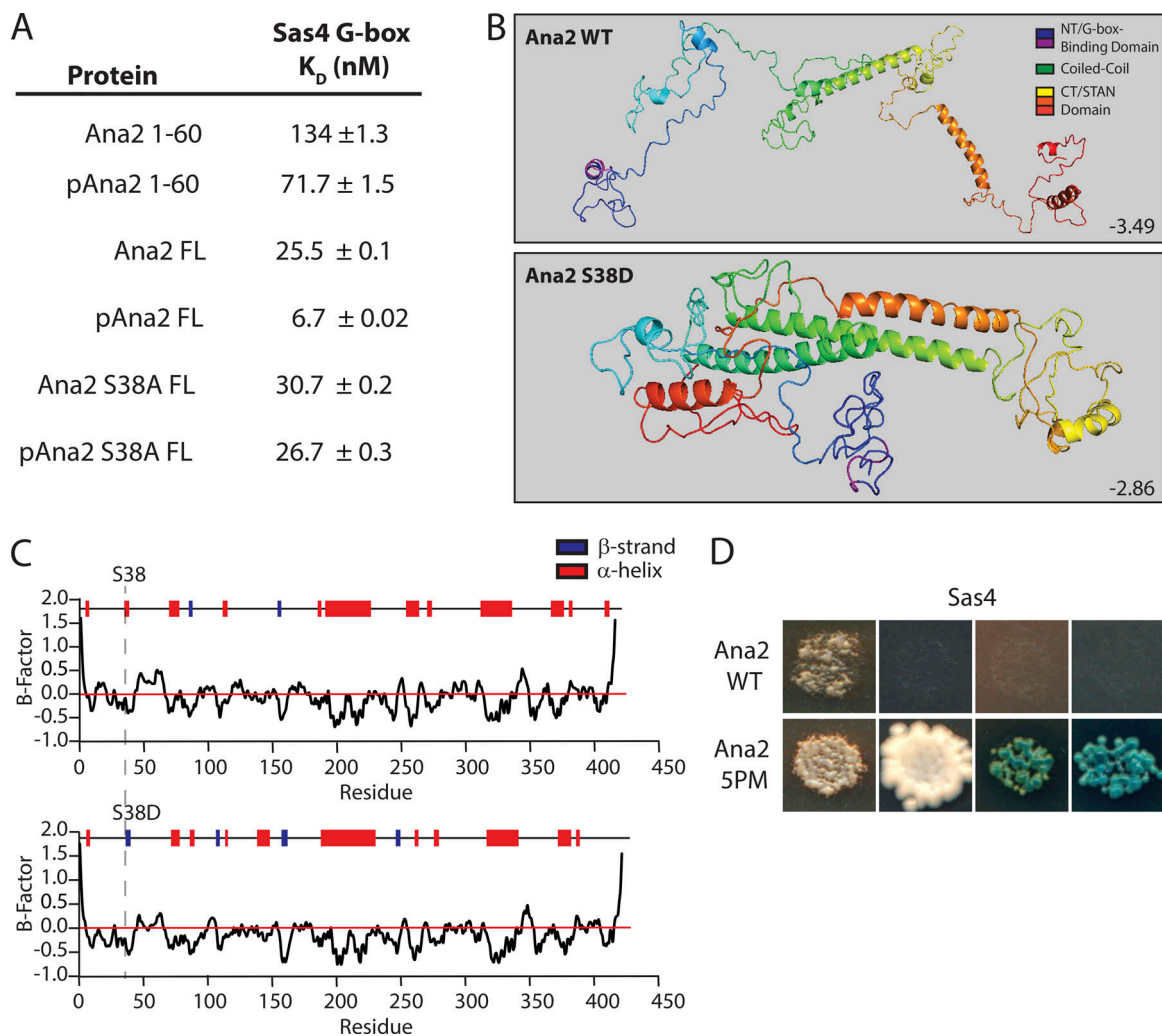 A
Protein
Sas4 G-box
KD (nM)
Ana2 1-60
134 ±1.3
pAna2 1-60
71.7 ± 1.5
Ana2 FL
25.5 ± 0.1
pAna2 FL
6.7 ± 0.02
Ana2 S38A FL
30.7 ± 0.2
pAna2 S38A FL
26.7 ± 0.3
B
Ana2 WT
NT/G-box-
Binding Domain
Coiled-Coil
CT/STAN
Domain
-3.49
Ana2 S38D
-2.86
C
β-strand
α-helix
S38
2.0
1.5
1.0
0.5
0.0
-0.5
-1.0
B-Factor
0 50 100 150 200 250 300 350 400 450
Residue
S38D
2.0
1.5
1.0
0.5
0.0
-0.5
-1.0
B-Factor
0 50 100 150 200 250 300 350 400 450
Residue
D
Sas4
Ana2
WT
Ana2
5PM